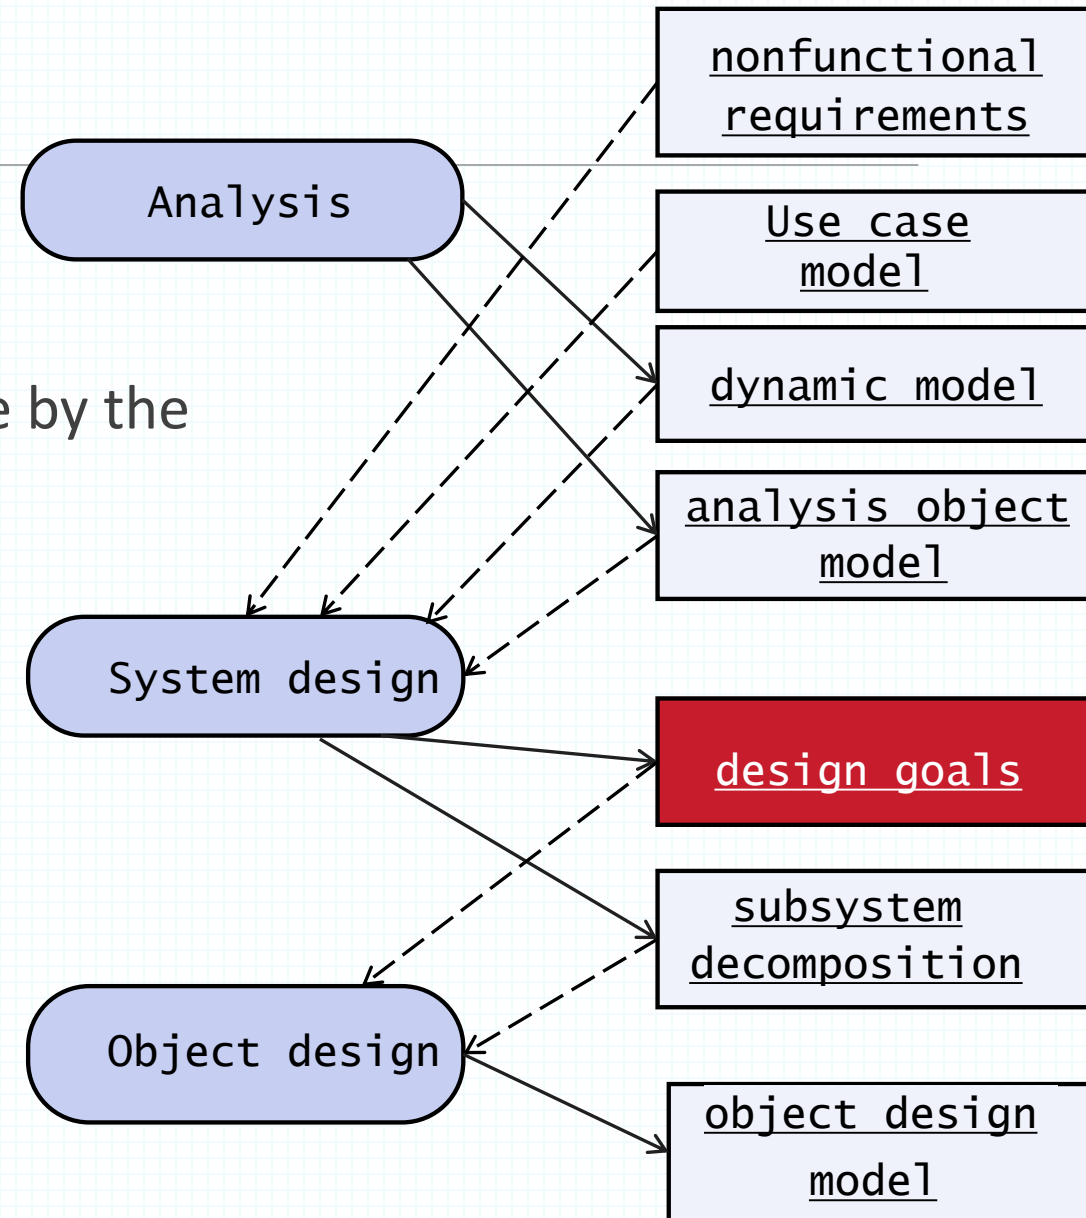 nonfunctional
requirements
Analysis
Use case
model
dynamic model
e by the
analysis object
model
System design
design goals
subsystem
decomposition
Object design
object design
model